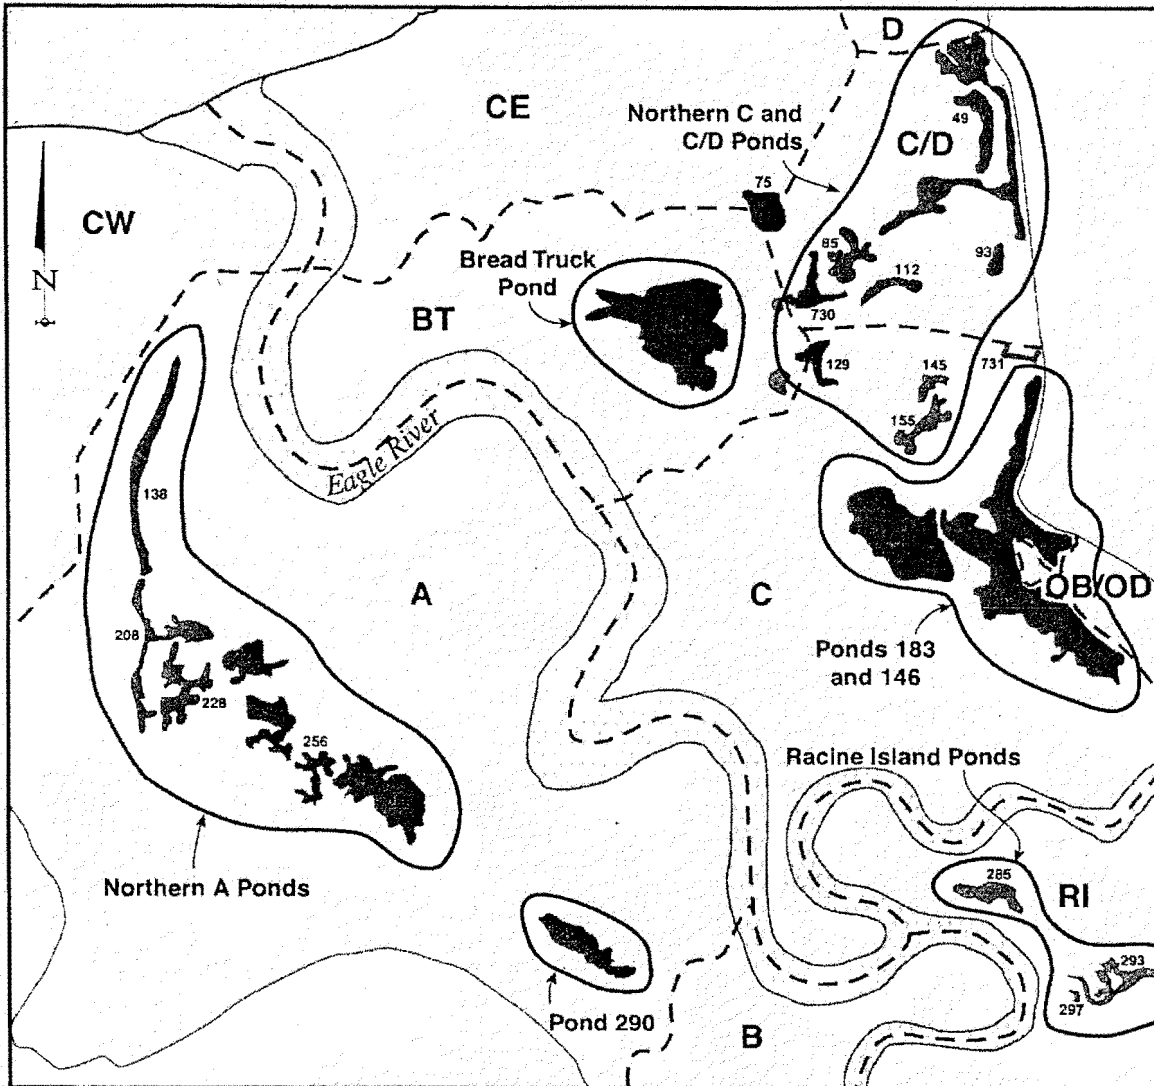 D
CE
Northern C and
C/D Ponds
49
C/D
75
CW
85
93
Bread Truck
Pond
112
N
BT
730
129
145
731
155
Eagle River
138
A
C
OB/OD
208
Ponds 183
and 146
228
256
Racine Island Ponds
285
Northern A Ponds
RI
293
297
Pond 290
B